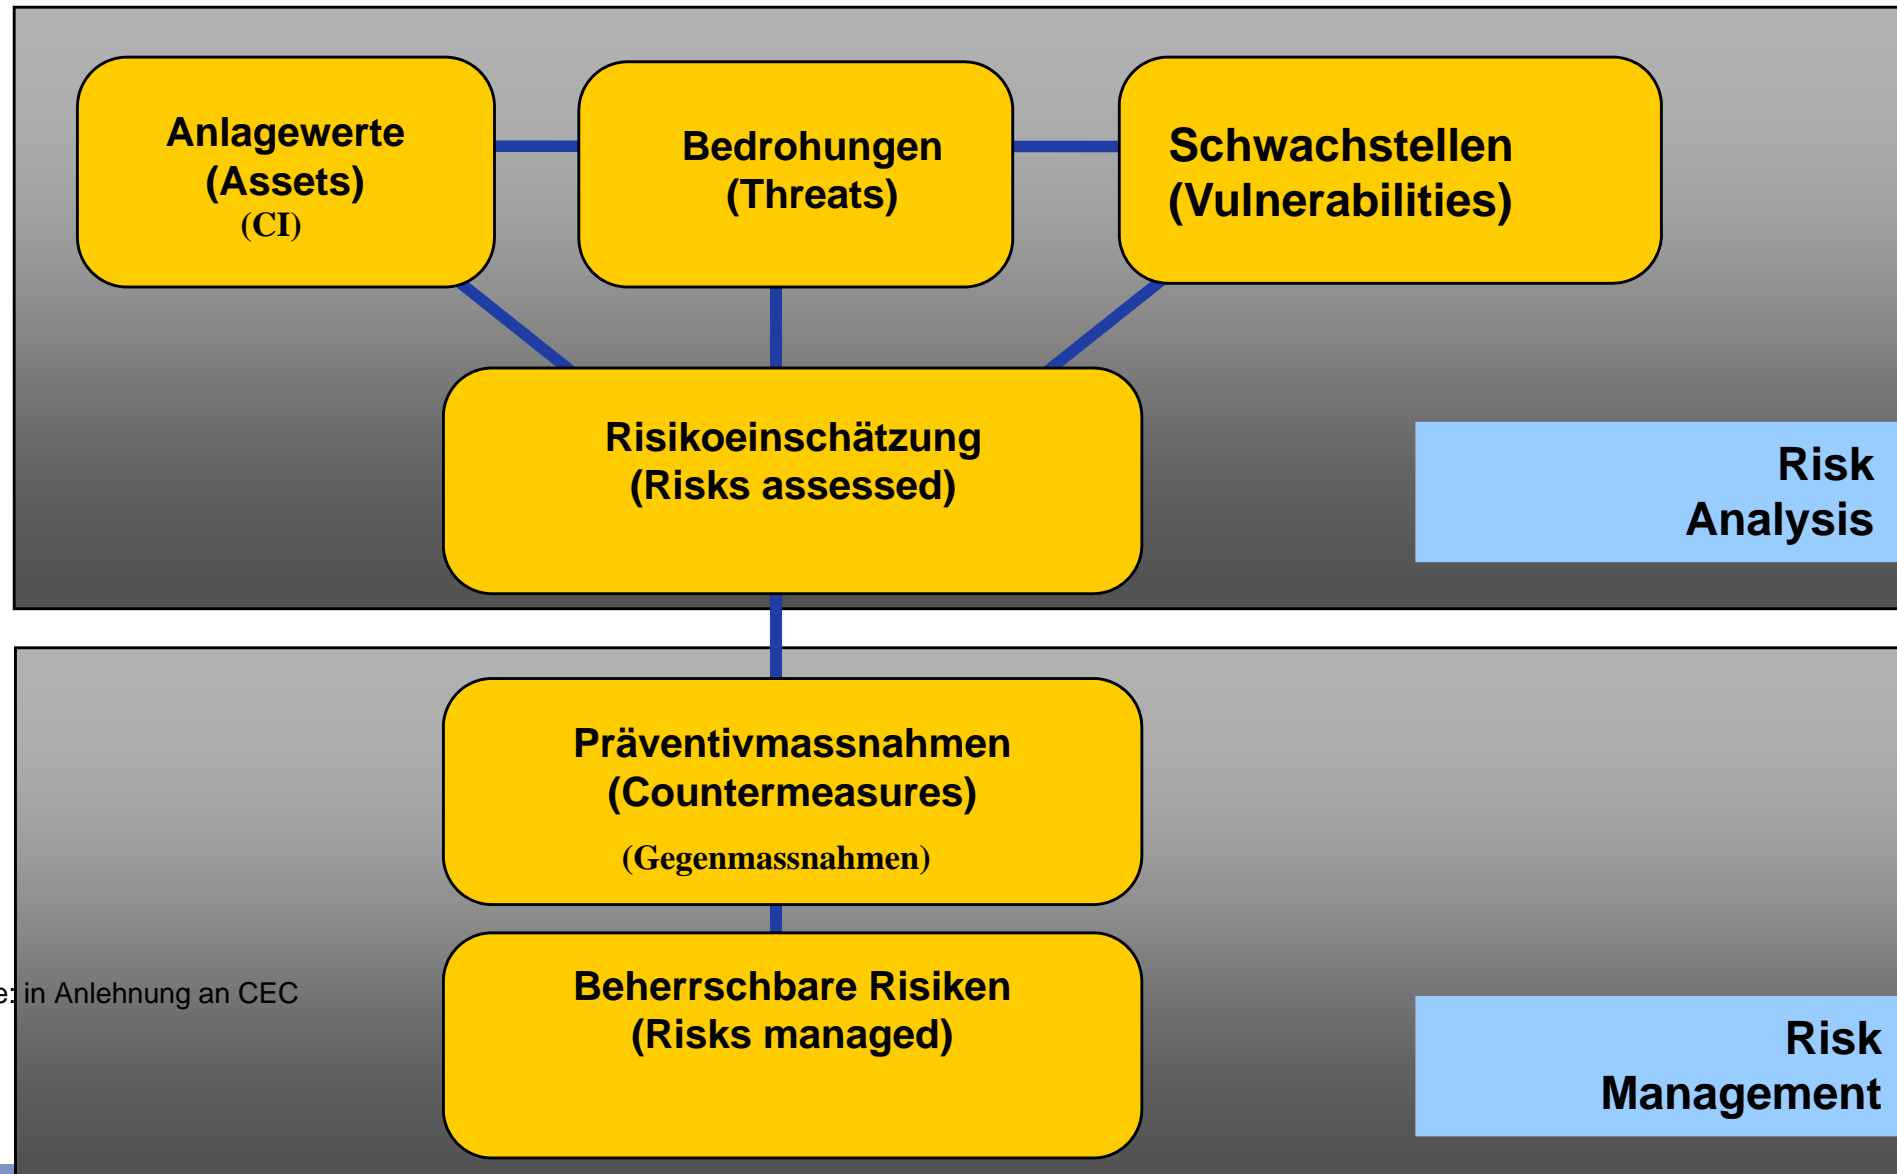 Anlagewerte
(Assets)
(CI)
Bedrohungen
(Threats)
Schwachstellen
(Vulnerabilities)
Risikoeinschätzung
(Risks assessed)
Risk
Analysis
Präventivmassnahmen
(Countermeasures)
(Gegenmassnahmen)
e: in Anlehnung an CEC
Beherrschbare Risiken
(Risks managed)
Risk
Management